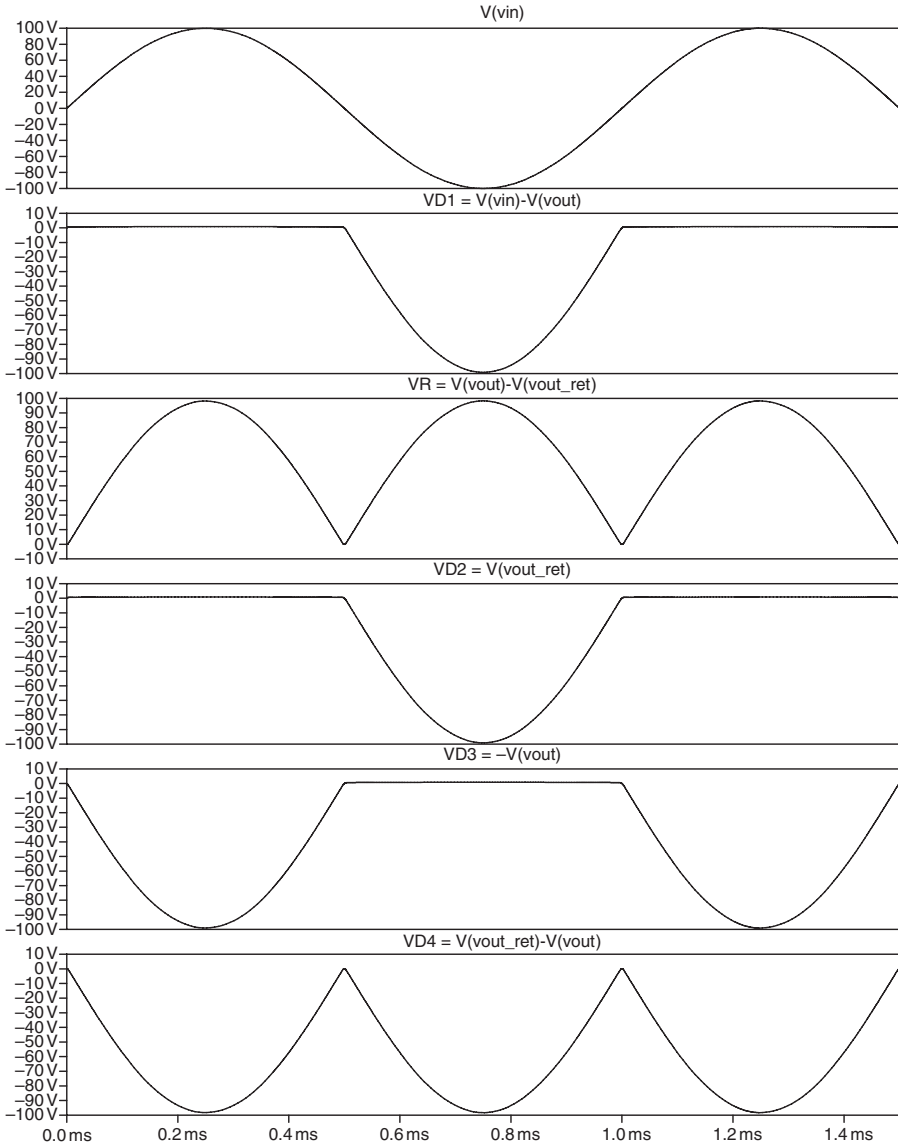 V(vin)
100 V
80 V
60 V
40 V
20 V
0 V
–20 V
–40 V
–60 V
–80 V
–100 V
VD1 = V(vin)-V(vout)
10 V
0 V
–10 V
–20 V
–30 V
–40 V
–50 V
–60 V
–70 V
–80 V
–90 V
–100 V
VR = V(vout)-V(vout_ret)
100 V
90 V
80 V
70 V
60 V
50 V
40 V
30 V
20 V
10 V
0 V
–10 V
VD2 = V(vout_ret)
10 V
0 V
–10 V
–20 V
–30 V
–40 V
–50 V
–60 V
–70 V
–80 V
–90 V
–100 V
VD3 = –V(vout)
10 V
0 V
–10 V
–20 V
–30 V
–40 V
–50 V
–60 V
–70 V
–80 V
–90 V
–100 V
VD4 = V(vout_ret)-V(vout)
10 V
0 V
–10 V
–20 V
–30 V
–40 V
–50 V
–60 V
–70 V
–80 V
–90 V
–100 V
0.0 ms 0.2 ms 0.4 ms 0.6 ms 0.8 ms 1.0 ms 1.2 ms 1.4 ms